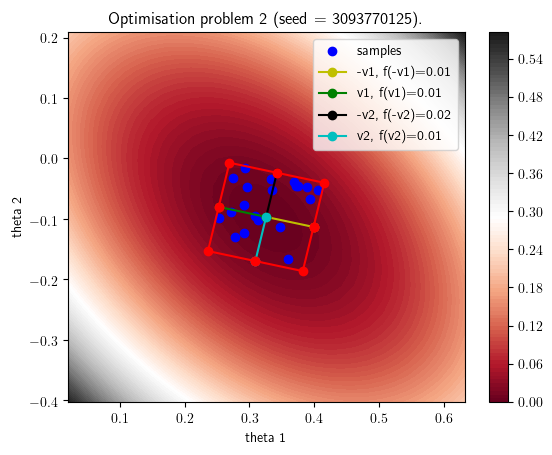 Optimisation problem 2 (seed = 3093770125).
samples
-v1, f(-v1)=0.01
v1, f(v1)=0.01
-v2, f(-v2)=0.02
v2, f(v2)=0.01
0.2
0.1
0.0
−0.1
−0.2
−0.3
−0.4
theta 2
0.1 0.2 0.3 0.4 0.5 0.6
theta 1
0.54
0.48
0.42
0.36
0.30
0.24
0.18
0.12
0.06
0.00